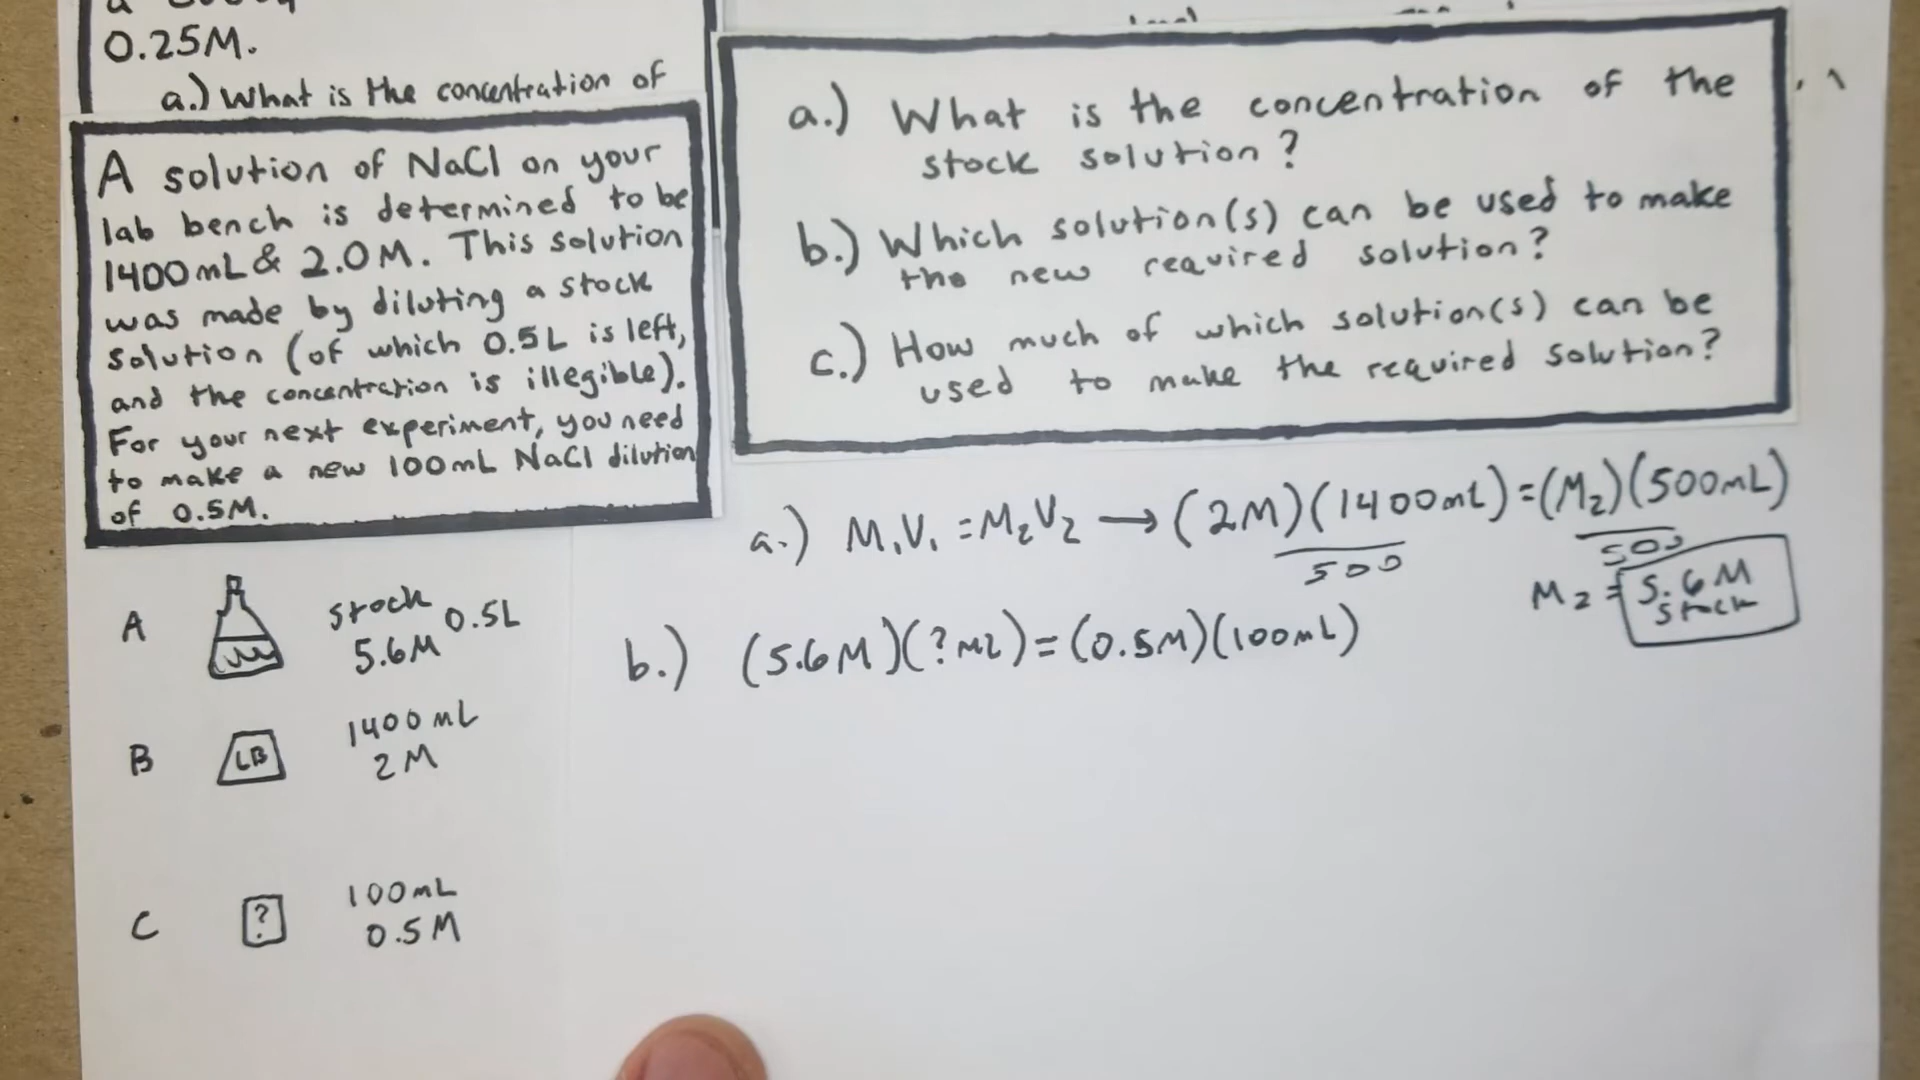 0.25M.
a.) What is the concentration of
A solution of NaCl on your
lab bench is determined to be
1400mL & 2.0M. This solution
was made by diluting a stock
solution (of which 0.5L is left,
and the concentration is illegible).
For your next experiment, you need
to make a new 100mL NaCl dilution
of 0.5M.
a.) What is the concentration of the
stock solution?
b.) Which solution(s) can be used to make
the new required solution?
c.) How much of which solution(s) can be
used to make the required solution?
a.) M₁V₁ = M₂V₂ → (2M)(1400mL) = (M₂)(500mL)
500 500
M₂ = 5.6M
stock
b.) (5.6M)(?mL) = (0.5M)(100mL)
A stock 0.5L
5.6M
B LB 1400mL
2M
C ? 100mL
0.5M